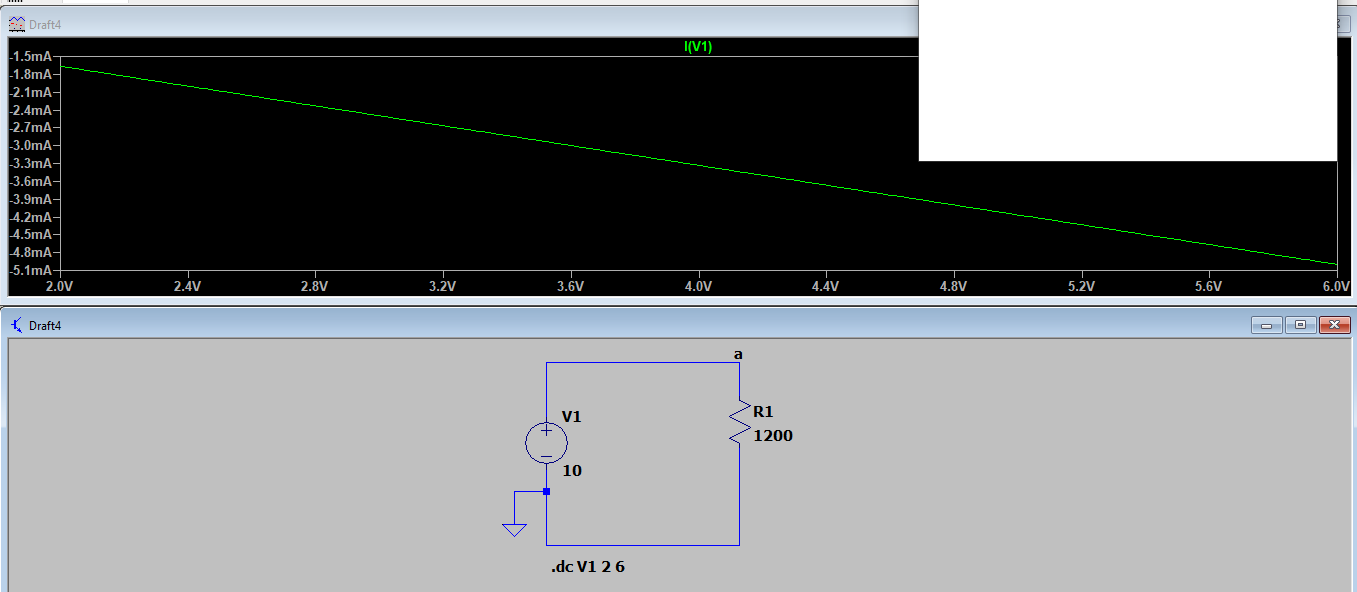 Draft4
I(V1)
-1.5mA
-1.8mA
-2.1mA
-2.4mA
-2.7mA
-3.0mA
-3.3mA
-3.6mA
-3.9mA
-4.2mA
-4.5mA
-4.8mA
-5.1mA
2.0V 2.4V 2.8V 3.2V 3.6V 4.0V 4.4V 4.8V 5.2V 5.6V 6.0V
Draft4
a
V1
R1
1200
10
.dc V1 2 6